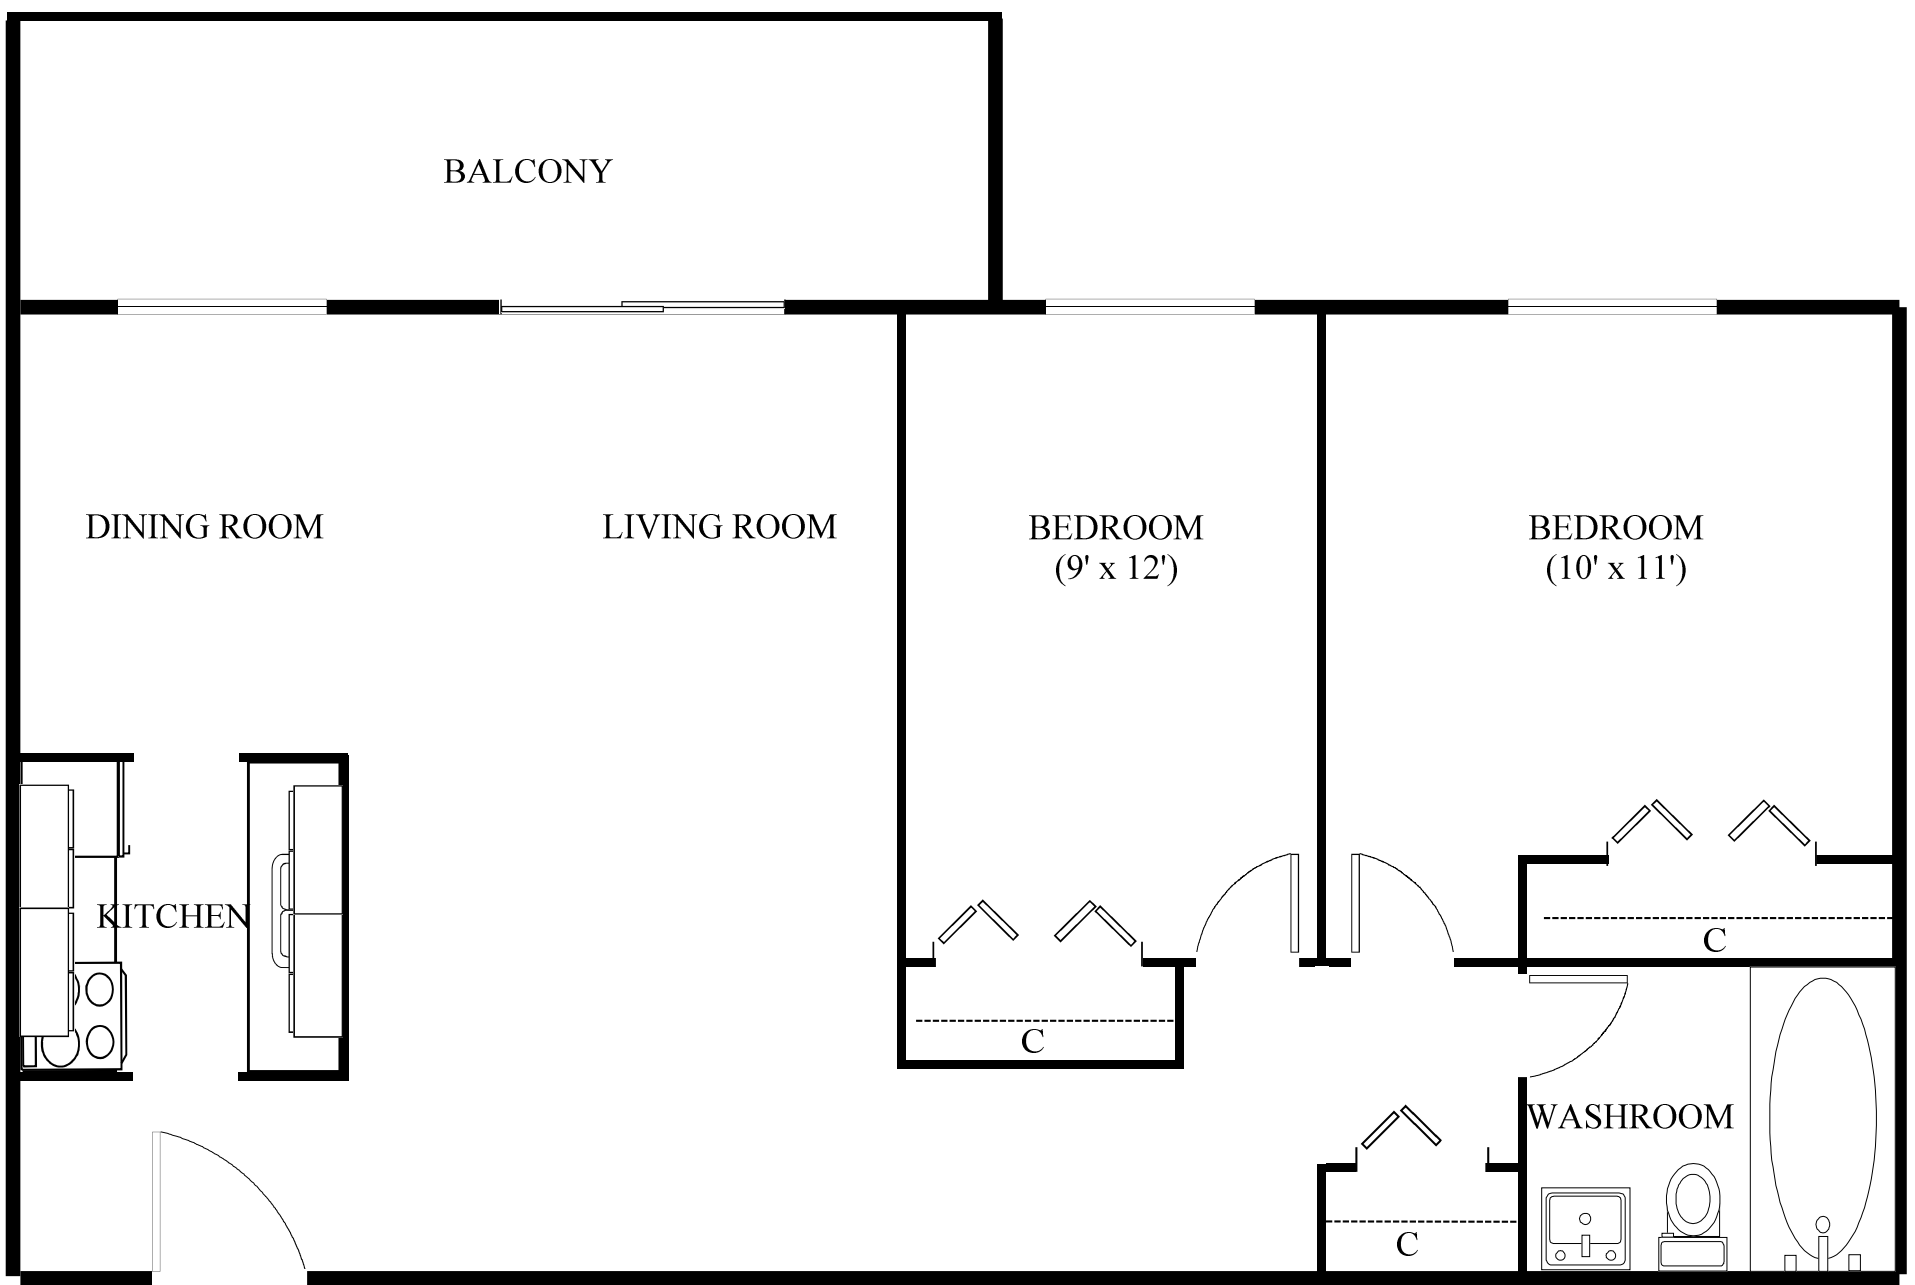 BALCONY
DINING ROOM
LIVING ROOM
BEDROOM
(9' x 12')
BEDROOM
(10' x 11')
KITCHEN
C
C
WASHROOM
C